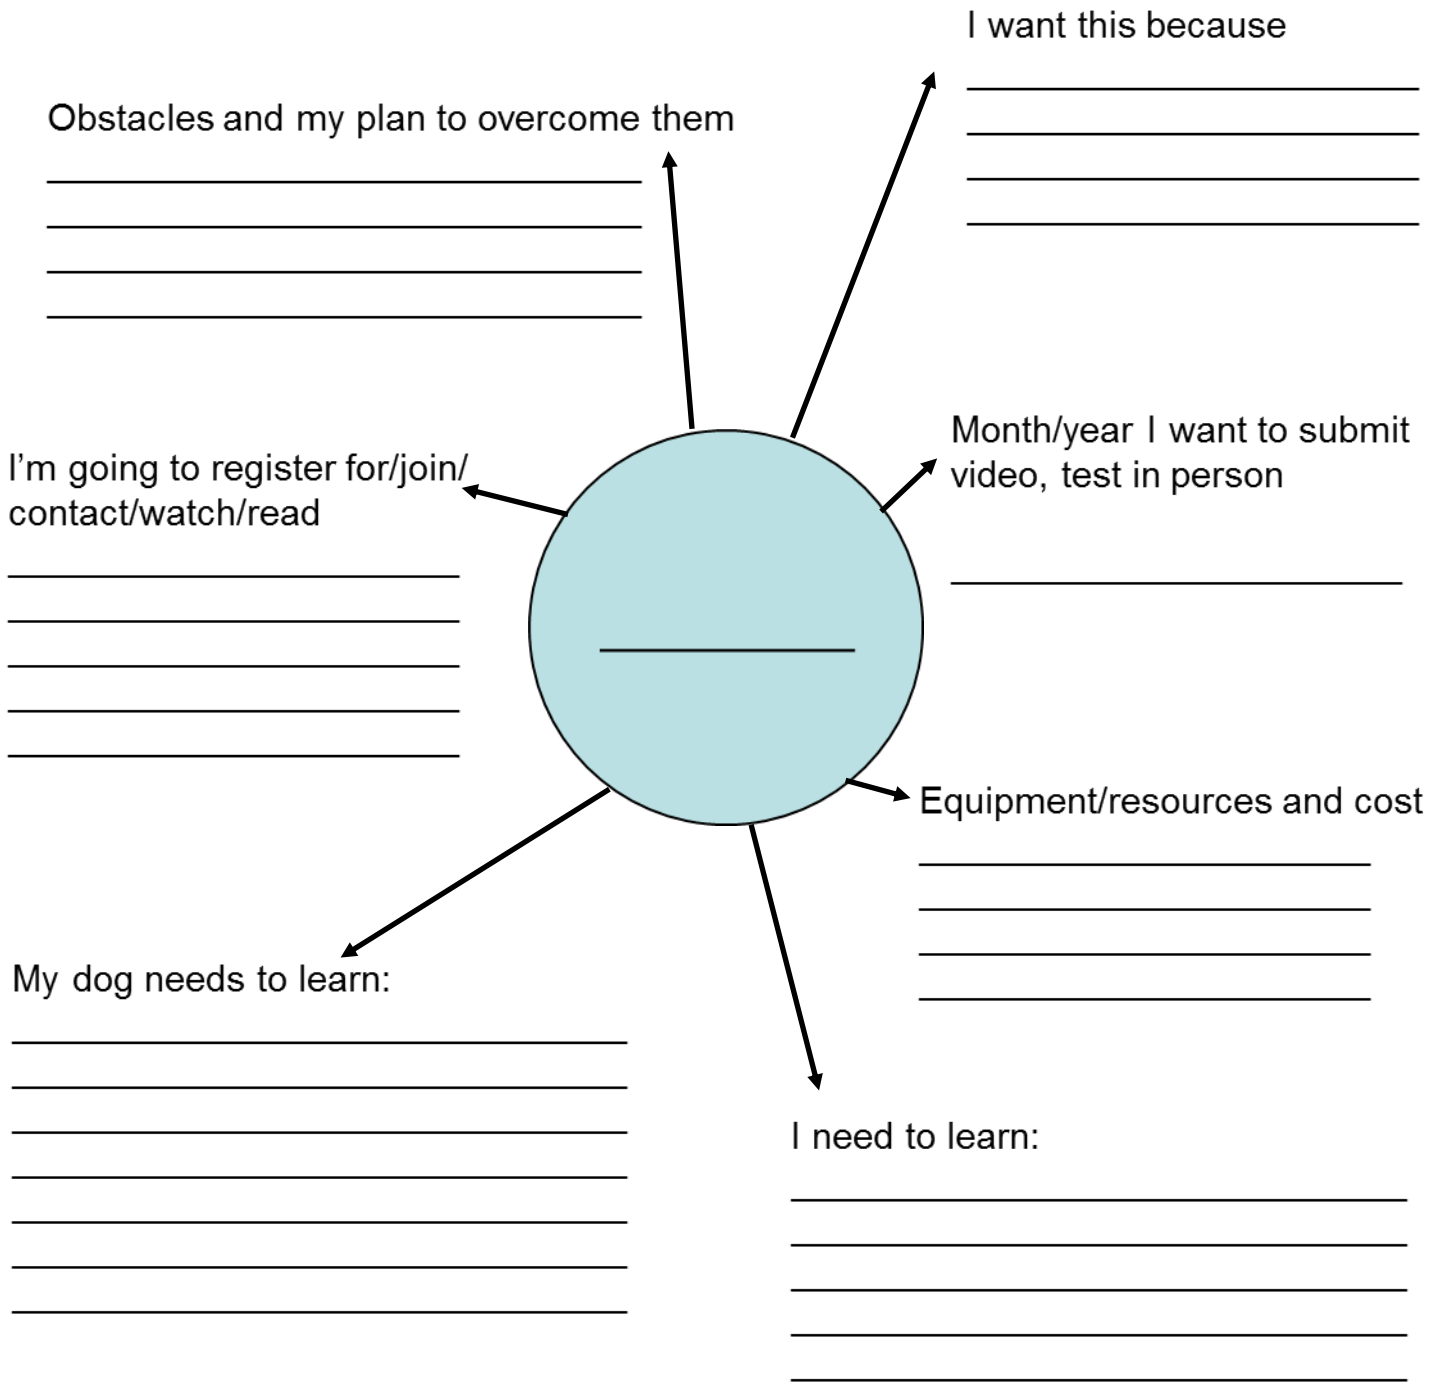 I want this because
Obstacles and my plan to overcome them
Month/year I want to submit
video, test in person
I’m going to register for/join/
contact/watch/read
Equipment/resources and cost
My dog needs to learn:
I need to learn: